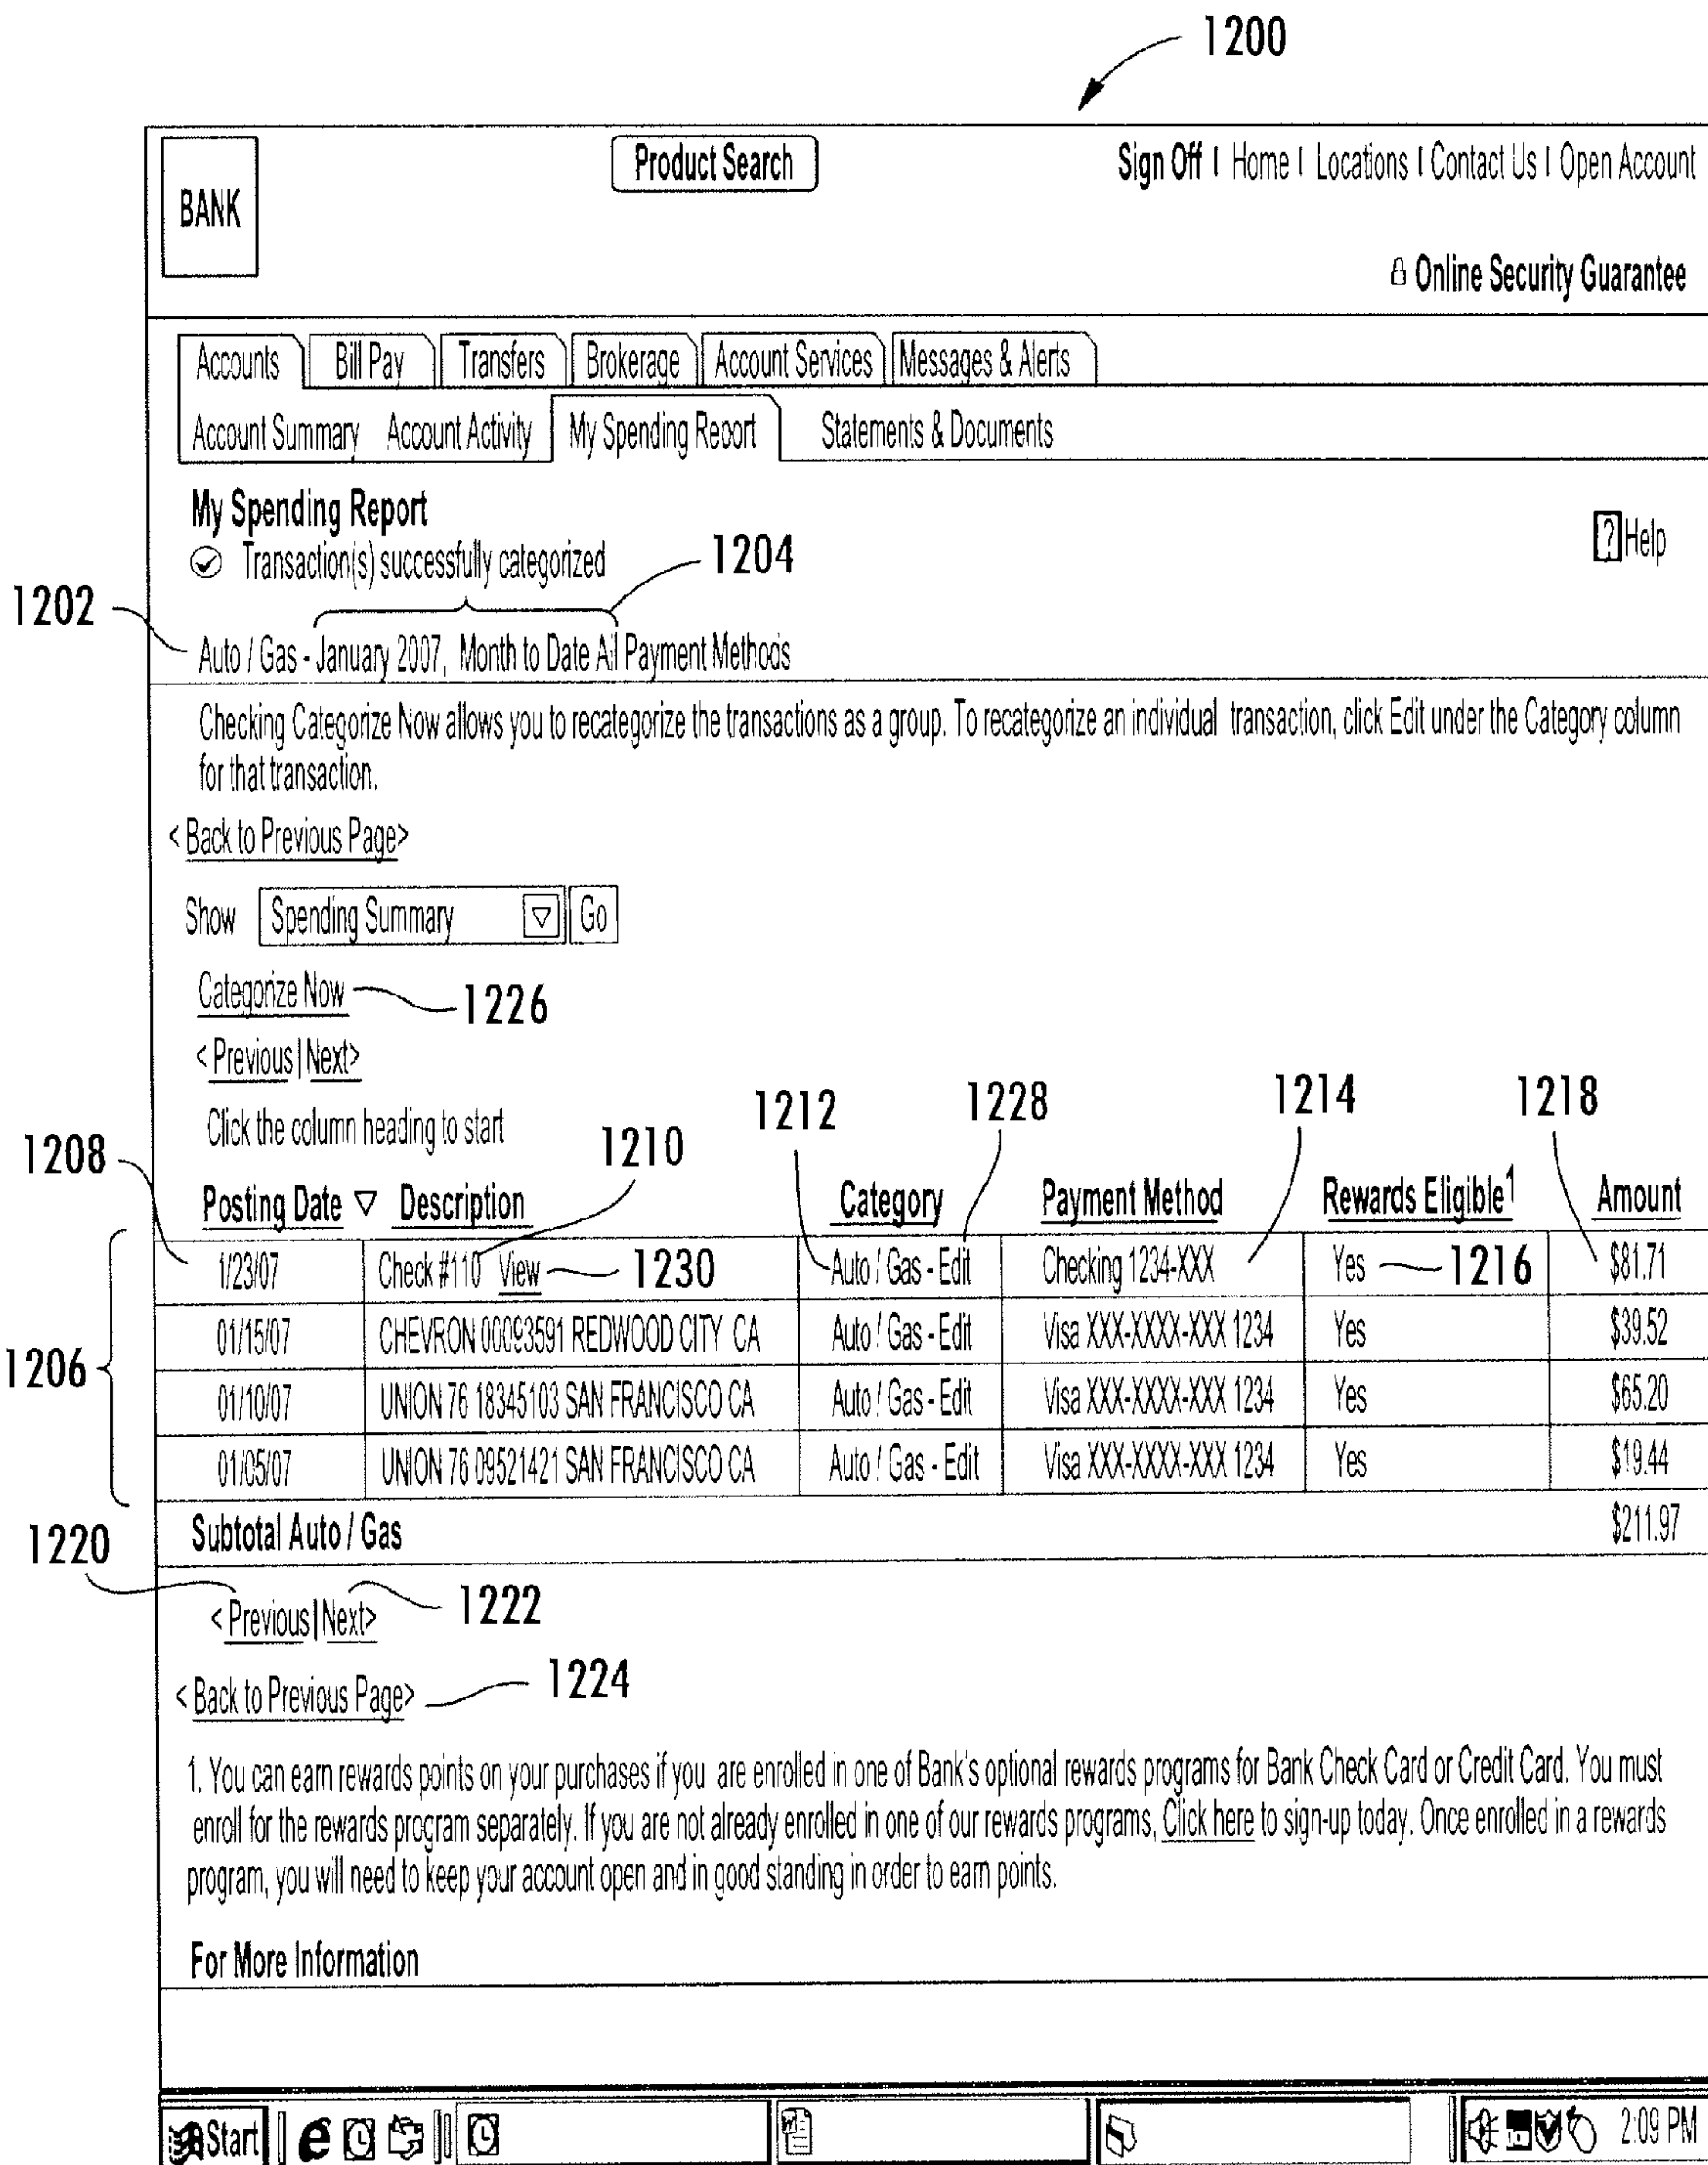 1200
BANK
Product Search
Sign Off | Home | Locations | Contact Us | Open Account
Online Security Guarantee
Accounts Bill Pay Transfers Brokerage Account Services Messages & Alerts
Account Summary Account Activity My Spending Report Statements & Documents
My Spending Report
? Help
Transaction(s) successfully categorized
1204
1202
Auto / Gas - January 2007, Month to Date All Payment Methods
Checking Categorize Now allows you to recategorize the transactions as a group. To recategorize an individual transaction, click Edit under the Category column
for that transaction.
< Back to Previous Page>
Show Spending Summary Go
Categorize Now 1226
< Previous | Next>
Click the column heading to start
1208 1210 1212 1228 1214 1218
Posting Date ▽ Description Category Payment Method Rewards Eligible1 Amount
1/23/07 Check #110 View 1230 Auto / Gas - Edit Checking 1234-XXX Yes 1216 $81.71
01/15/07 CHEVRON 00093591 REDWOOD CITY CA Auto / Gas - Edit Visa XXX-XXXX-XXX 1234 Yes $39.52
1206
01/10/07 UNION 76 18345103 SAN FRANCISCO CA Auto / Gas - Edit Visa XXX-XXXX-XXX 1234 Yes $65.20
01/05/07 UNION 76 09521421 SAN FRANCISCO CA Auto / Gas - Edit Visa XXX-XXXX-XXX 1234 Yes $19.44
Subtotal Auto / Gas $211.97
1220
< Previous | Next> 1222
< Back to Previous Page> 1224
1. You can earn rewards points on your purchases if you are enrolled in one of Bank's optional rewards programs for Bank Check Card or Credit Card. You must
enroll for the rewards program separately. If you are not already enrolled in one of our rewards programs, Click here to sign-up today. Once enrolled in a rewards
program, you will need to keep your account open and in good standing in order to earn points.
For More Information
Start 2:09 PM